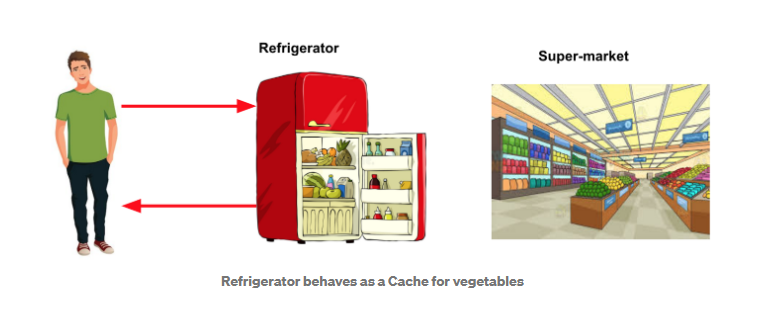 Refrigerator
Super-market
Refrigerator behaves as a Cache for vegetables